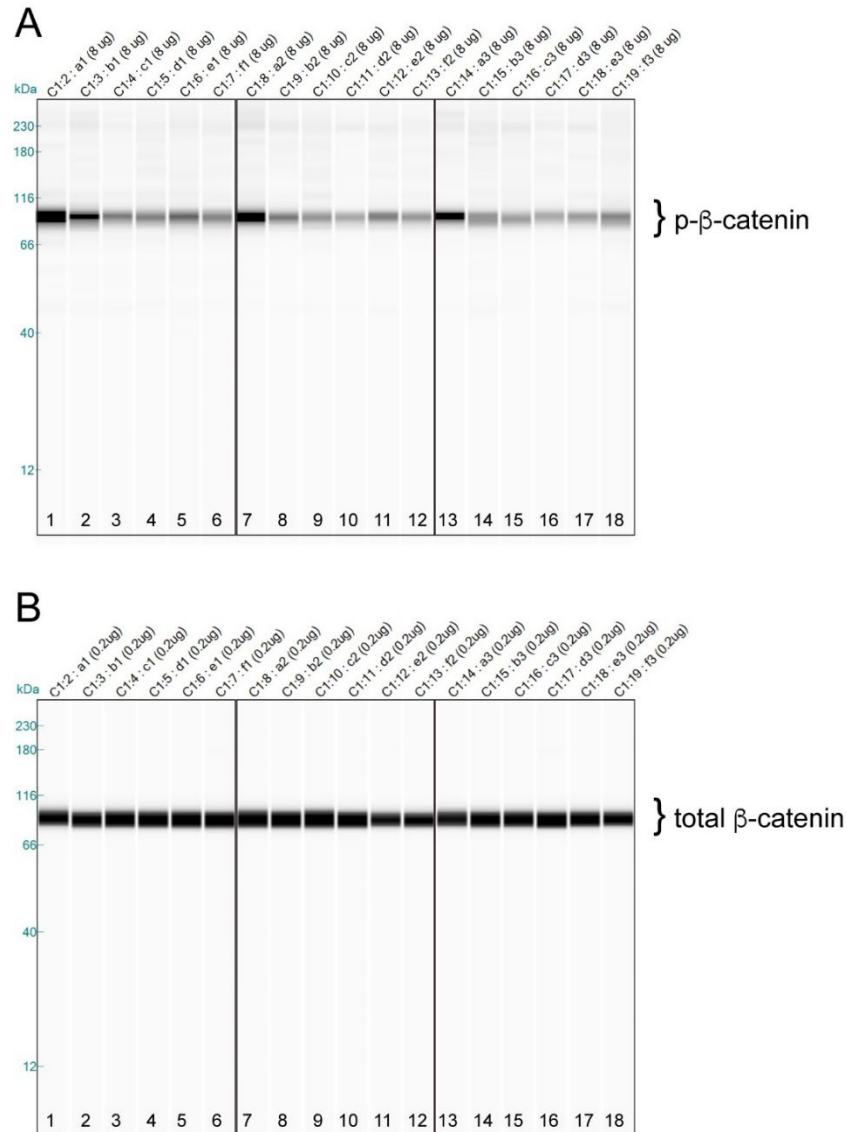 A
C1:2 : a1 (8 ug)
C1:3 : b1 (8 ug)
C1:4 : c1 (8 ug)
C1:5 : d1 (8 ug)
C16 : e1 (8 ug)
C1:7 : f1 (8 ug)
C1:8 : a2 (8 ug)
C1:9 : b2 (8 ug)
C1:10 : c2 (8 ug)
C1:11 : d2 (8 ug)
C1:12 : e2 (8 ug)
C1:13 : f2 (8 ug)
C1:14 : a3 (8 ug)
C1:15 : b3 (8 ug)
C1:16 : c3 (8 ug)
C1:17 : d3 (8 ug)
C1:18 : e3 (8 ug)
C1:19 : f3 (8 ug)
kDa
230
180
116
} p-β-catenin
66
40
12
1 2 3 4 5 6 7 8 9 10 11 12 13 14 15 16 17 18
B
C1:2 : a1 (0.2ug)
C1:3 : b1 (0.2ug)
C1:4 : c1 (0.2ug)
C1:5 : d1 (0.2ug)
C1:6 : e1 (0.2ug)
C1:7 : f1 (0.2ug)
C1:8 : a2 (0.2ug)
C1:9 : b2 (0.2ug)
C1:10 : c2 (0.2ug)
C1:11 : d2 (0.2ug)
C1:12 : e2 (0.2ug)
C1:13 : f2 (0.2ug)
C1:14 : a3 (0.2ug)
C1:15 : b3 (0.2ug)
C1:16 : c3 (0.2ug)
C1:17 : d3 (0.2ug)
C1:18 : e3 (0.2ug)
C1:19 : f3 (0.2ug)
kDa
230
180
116
} total β-catenin
66
40
12
1 2 3 4 5 6 7 8 9 10 11 12 13 14 15 16 17 18